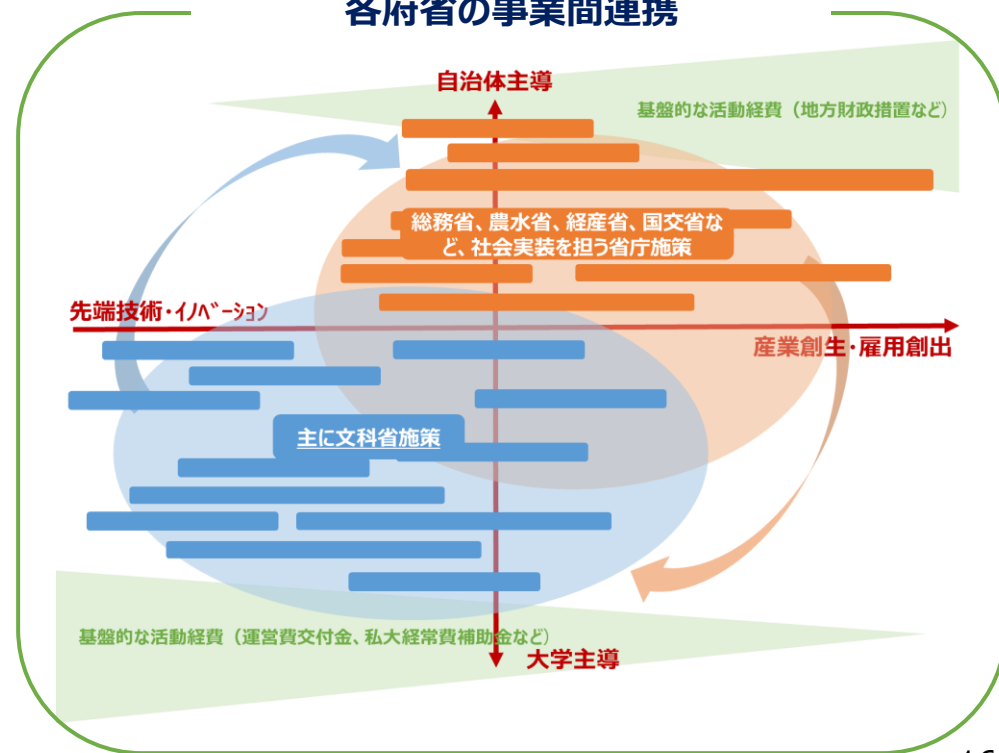 各府省の事業間連携
自治体主導
基盤的な活動経費（地方財政措置など）
総務省、農水省、経産省、国交省な
ど、社会実装を担う省庁施策
先端技術・ｲﾉﾍﾞｰｼｮﾝ
産業創生・雇用創出
主に文科省施策
基盤的な活動経費（運営費交付金、私大経常費補助金など）
大学主導